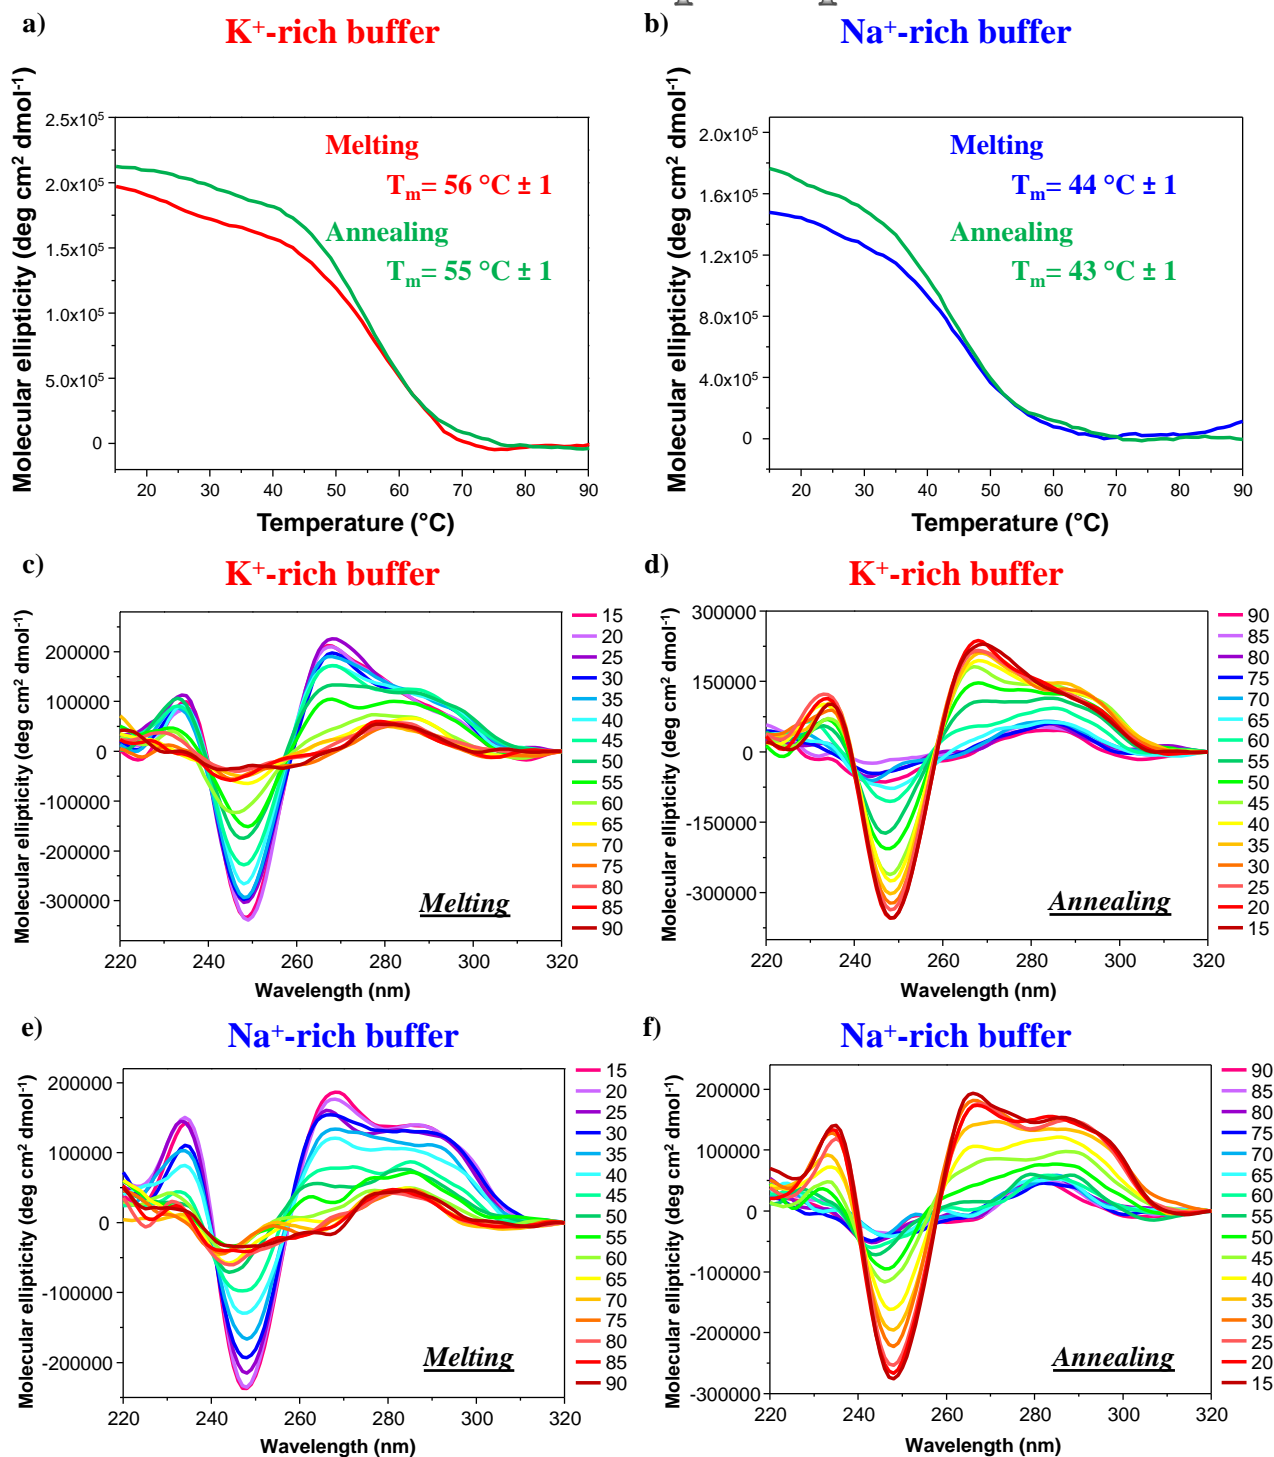 a)
K⁺-rich buffer
Molecular ellipticity (deg cm² dmol⁻¹)
2.5x10⁵
2.0x10⁵
1.5x10⁵
1.0x10⁵
5.0x10⁵
0
Melting
Tₘ= 56 °C ± 1
Annealing
Tₘ= 55 °C ± 1
20 30 40 50 60 70 80 90
Temperature (°C)
b)
Na⁺-rich buffer
Molecular ellipticity (deg cm² dmol⁻¹)
2.0x10⁵
1.6x10⁵
1.2x10⁵
8.0x10⁵
4.0x10⁵
0
Melting
Tₘ= 44 °C ± 1
Annealing
Tₘ= 43 °C ± 1
20 30 40 50 60 70 80 90
Temperature (°C)
c)
K⁺-rich buffer
Molecular ellipticity (deg cm² dmol⁻¹)
200000
100000
0
-100000
-200000
-300000
Melting
220 240 260 280 300 320
Wavelength (nm)
15
20
25
30
35
40
45
50
55
60
65
70
75
80
85
90
d)
K⁺-rich buffer
Molecular ellipticity (deg cm² dmol⁻¹)
300000
150000
0
-150000
-300000
Annealing
220 240 260 280 300 320
Wavelength (nm)
90
85
80
75
70
65
60
55
50
45
40
35
30
25
20
15
e)
Na⁺-rich buffer
Molecular ellipticity (deg cm² dmol⁻¹)
200000
100000
0
-100000
-200000
Melting
220 240 260 280 300 320
Wavelength (nm)
15
20
25
30
35
40
45
50
55
60
65
70
75
80
85
90
f)
Na⁺-rich buffer
Molecular ellipticity (deg cm² dmol⁻¹)
200000
100000
0
-100000
-200000
-300000
Annealing
220 240 260 280 300 320
Wavelength (nm)
90
85
80
75
70
65
60
55
50
45
40
35
30
25
20
15